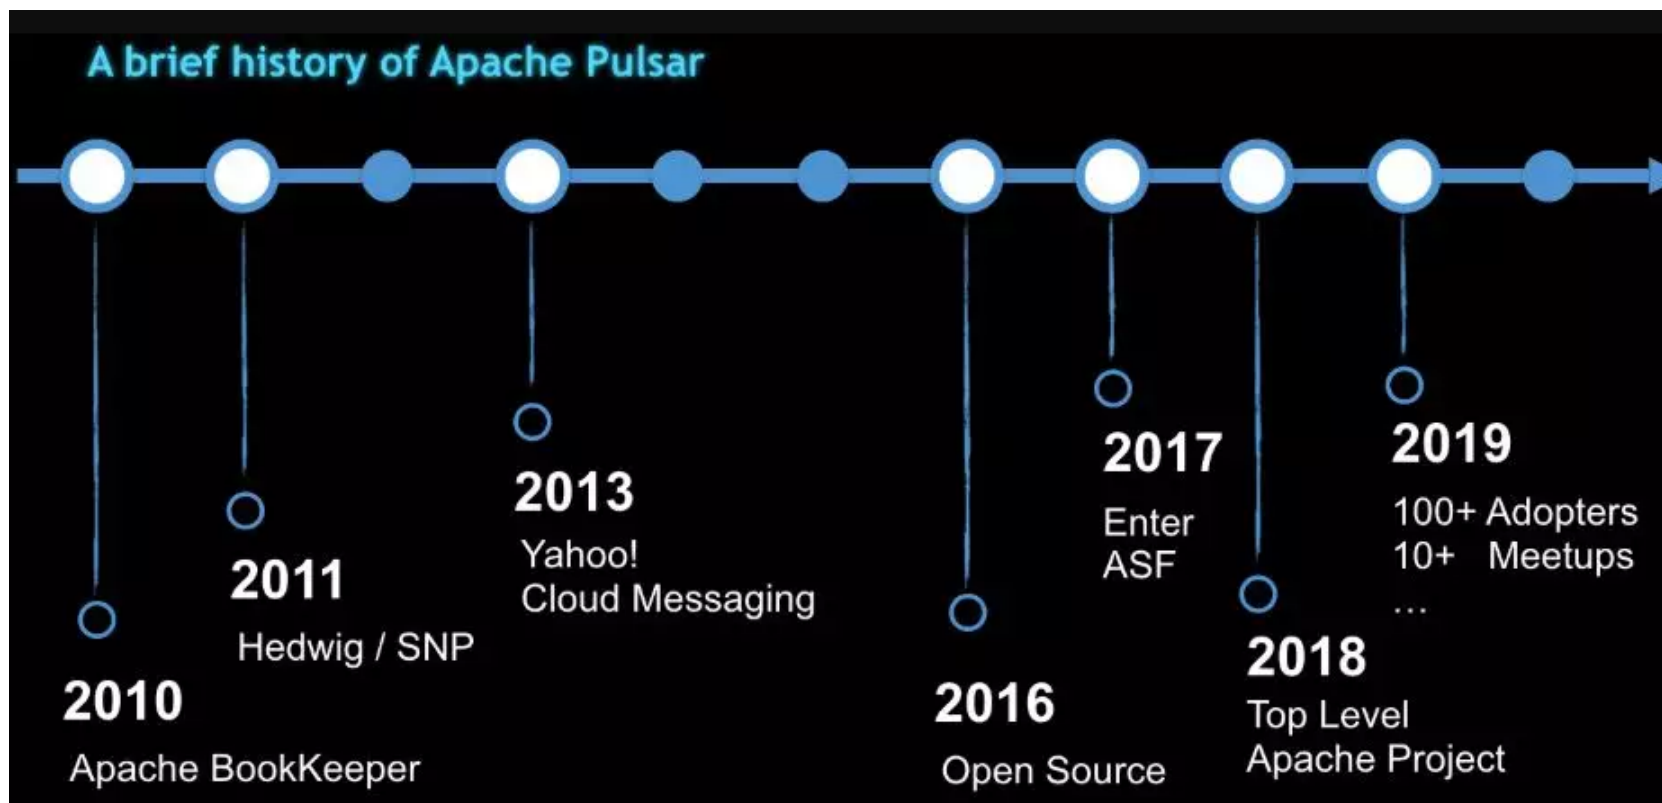 A brief history of Apache Pulsar
2010
Apache BookKeeper
2011
Hedwig / SNP
2013
Yahoo!
Cloud Messaging
2016
Open Source
2017
Enter
ASF
2018
Top Level
Apache Project
2019
100+ Adopters
10+ Meetups
...